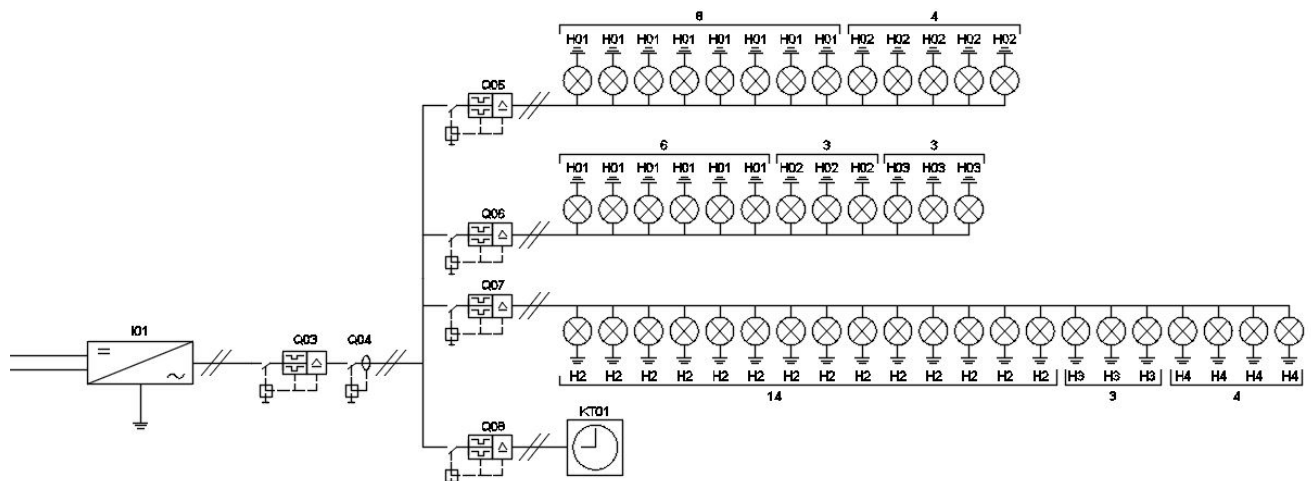 8 4
H01 H01 H01 H01 H01 H01 H01 H01 H02 H02 H02 H02 H02
Q05
6 3 3
H01 H01 H01 H01 H01 H01 H02 H02 H02 H03 H03 H03
Q06
Q07
I01 Q03 Q04
H2 H2 H2 H2 H2 H2 H2 H2 H2 H2 H2 H2 H2 H2 H3 H3 H3 H4 H4 H4 H4
14 3 4
KT01
Q08